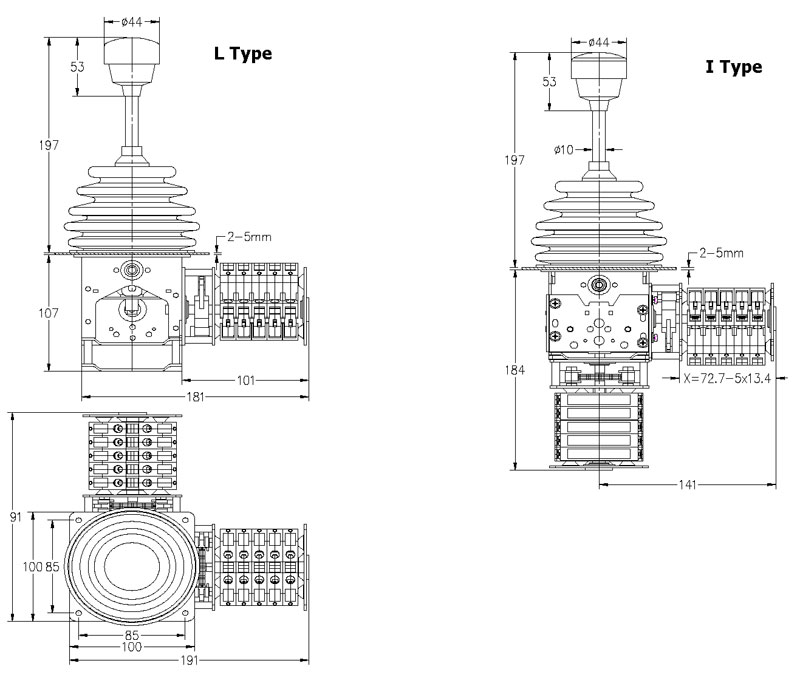 L Type
ø44
53
197
2-5mm
107
101
181
91
100
85
85
100
191
I Type
ø44
53
ø10
197
2-5mm
184
X=72.7-5x13.4
141